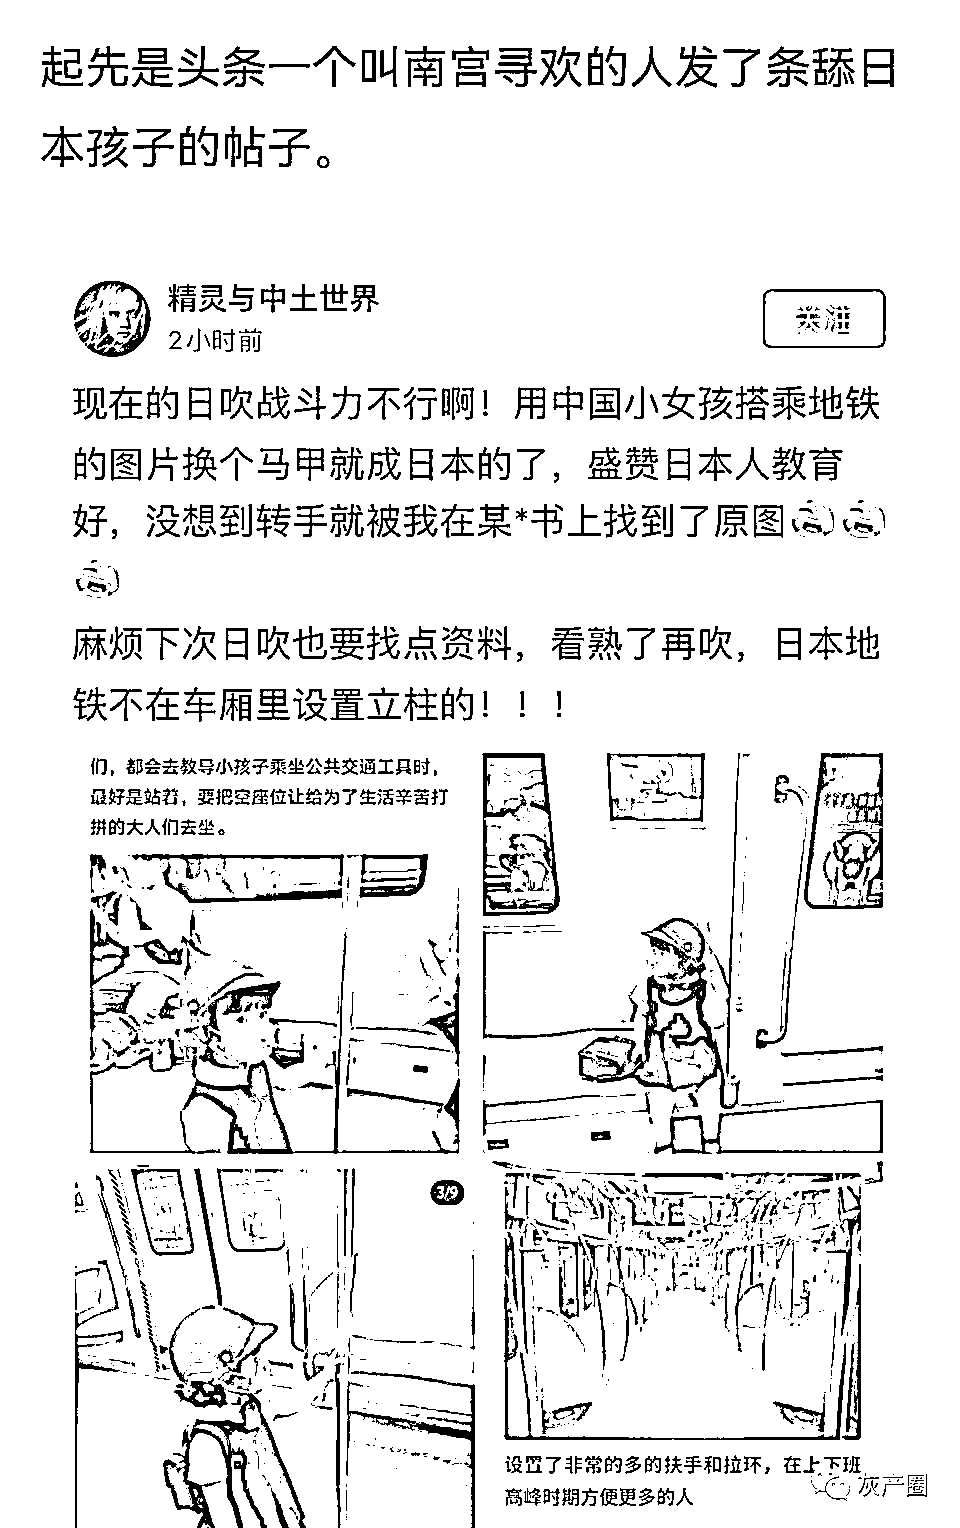 起先是头条一个叫南宫寻欢的人发了条舔日
本孩子的帖子。
精灵与中土世界
2小时前
关注
现在的日吹战斗力不行啊！用中国小女孩搭乘地铁
的图片换个马甲就成日本的了，盛赞日本人教育
好，没想到转手就被我在某*书上找到了原图
麻烦下次日吹也要找点资料，看熟了再吹，日本地
铁不在车厢里设置立柱的！！！
们，都会去教导小孩子乘坐公共交通工具时，
最好是站着，要把空座位让给为了生活辛苦打
拼的大人们去坐。
3/9
设置了非常的多的扶手和拉环，在上下班
高峰时期方便更多的人
灰产圈